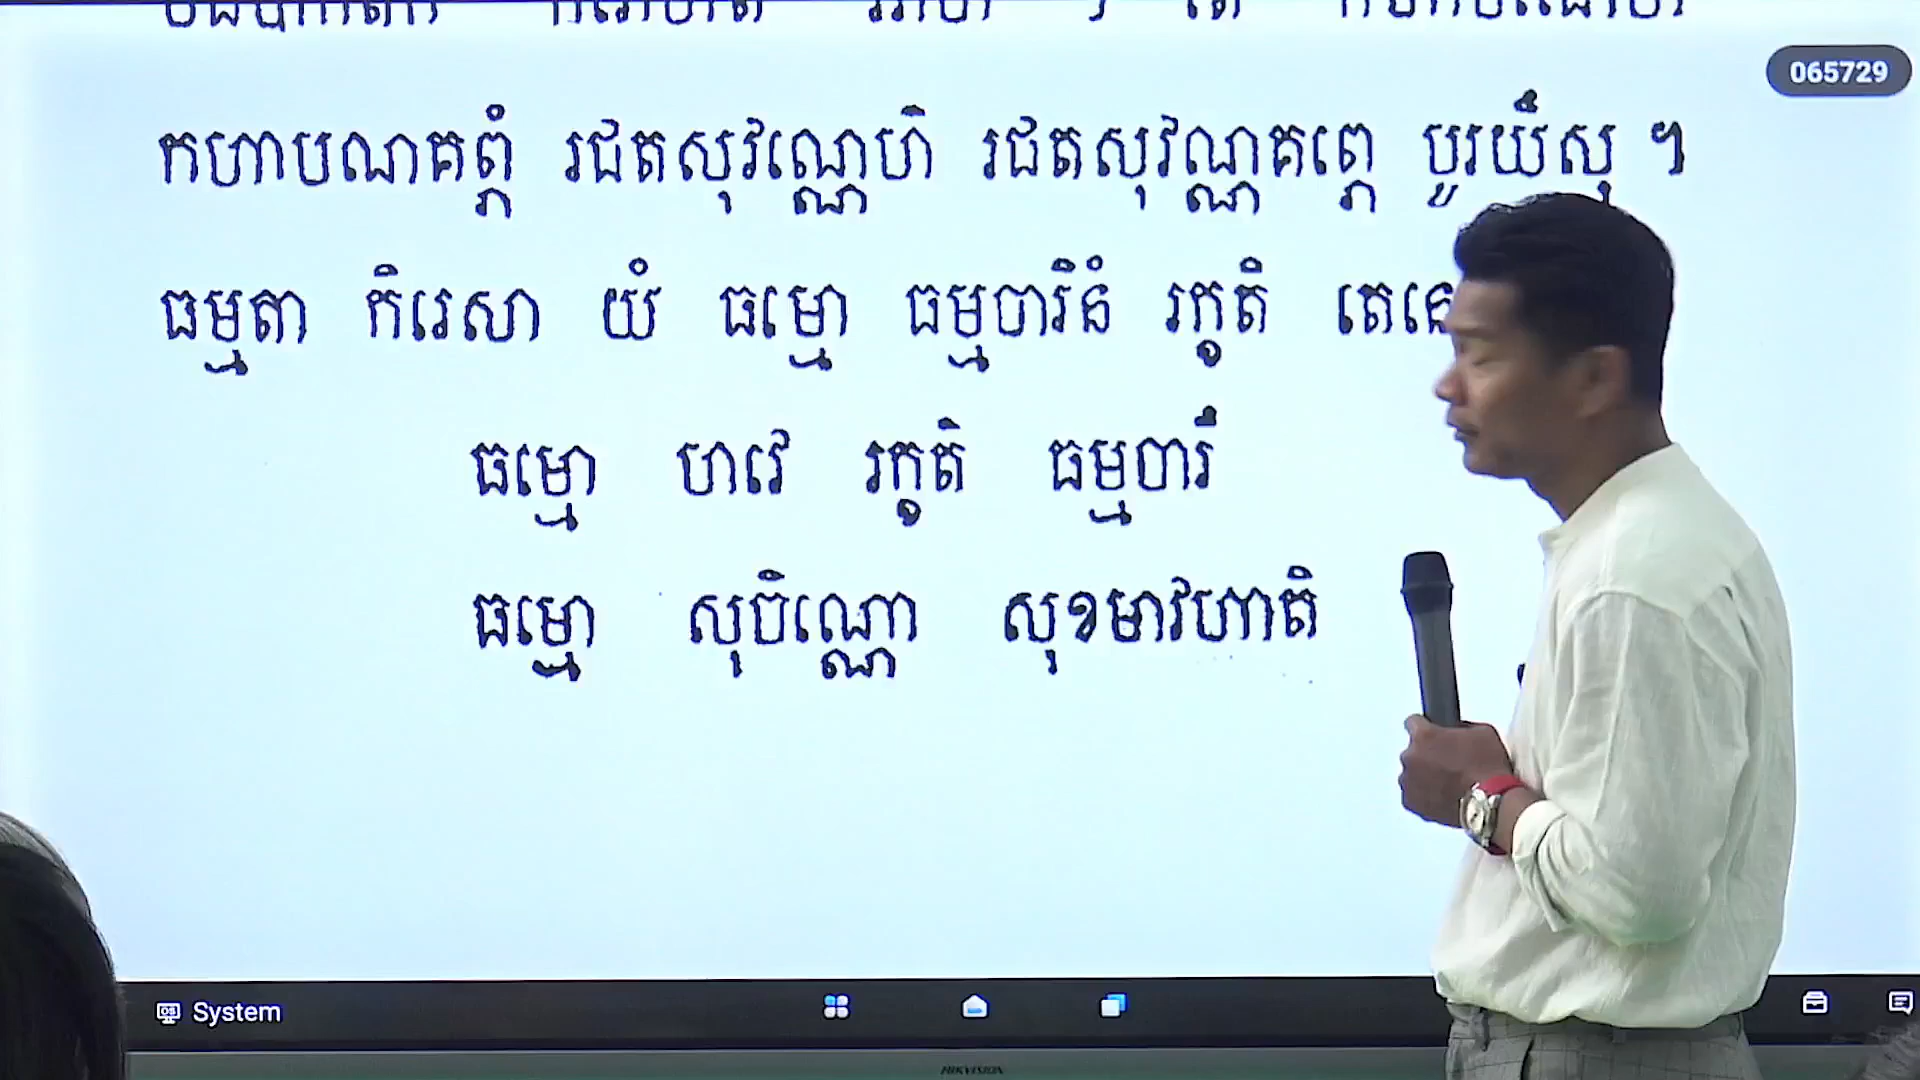 065729
កហាបណគព្ភំ រជតសុវណ្ណេហិ រជតសុវណ្ណគព្ភេ បូរយឹសុ ៕
ធម្មតា កិរេសា យំ ធម្មោ ធម្មចារិនំ រក្ខតិ
ធម្មោ ហវេ រក្ខតិ ធម្មចារឹ
ធម្មោ សុចិណ្ណោ សុខមាវហាតិ
System
HIKVISION